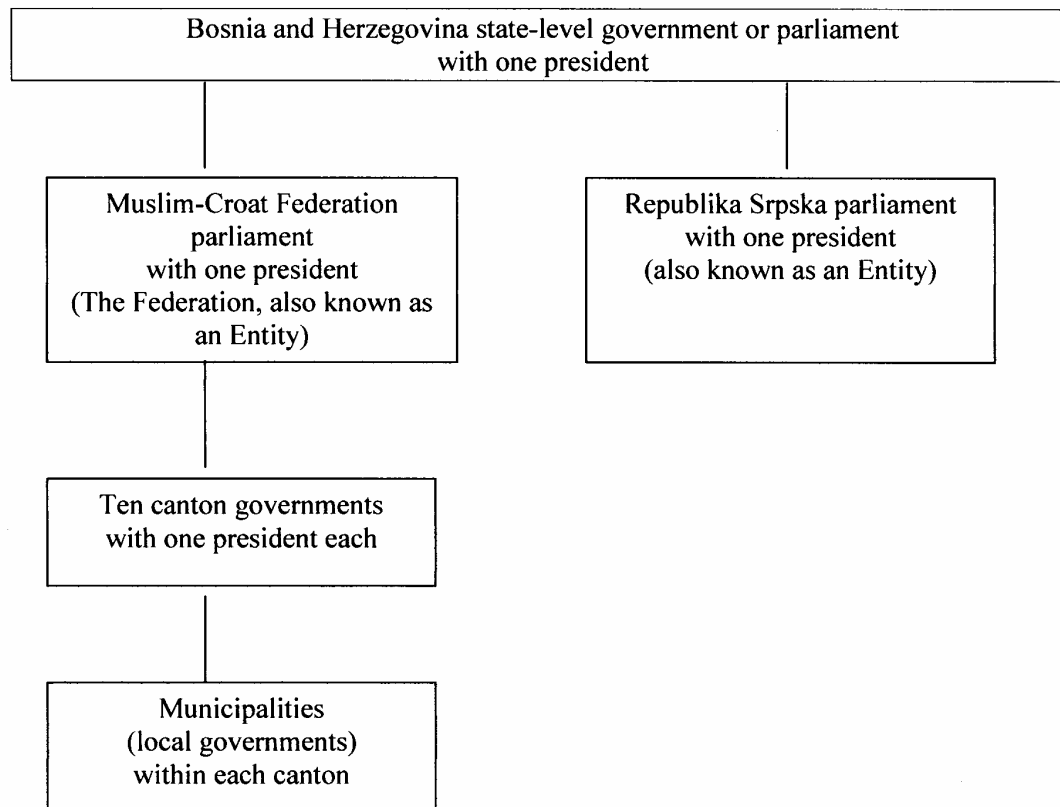 Bosnia and Herzegovina state-level government or parliament
with one president
Muslim-Croat Federation
parliament
with one president
(The Federation, also known as
an Entity)
Republika Srpska parliament
with one president
(also known as an Entity)
Ten canton governments
with one president each
Municipalities
(local governments)
within each canton